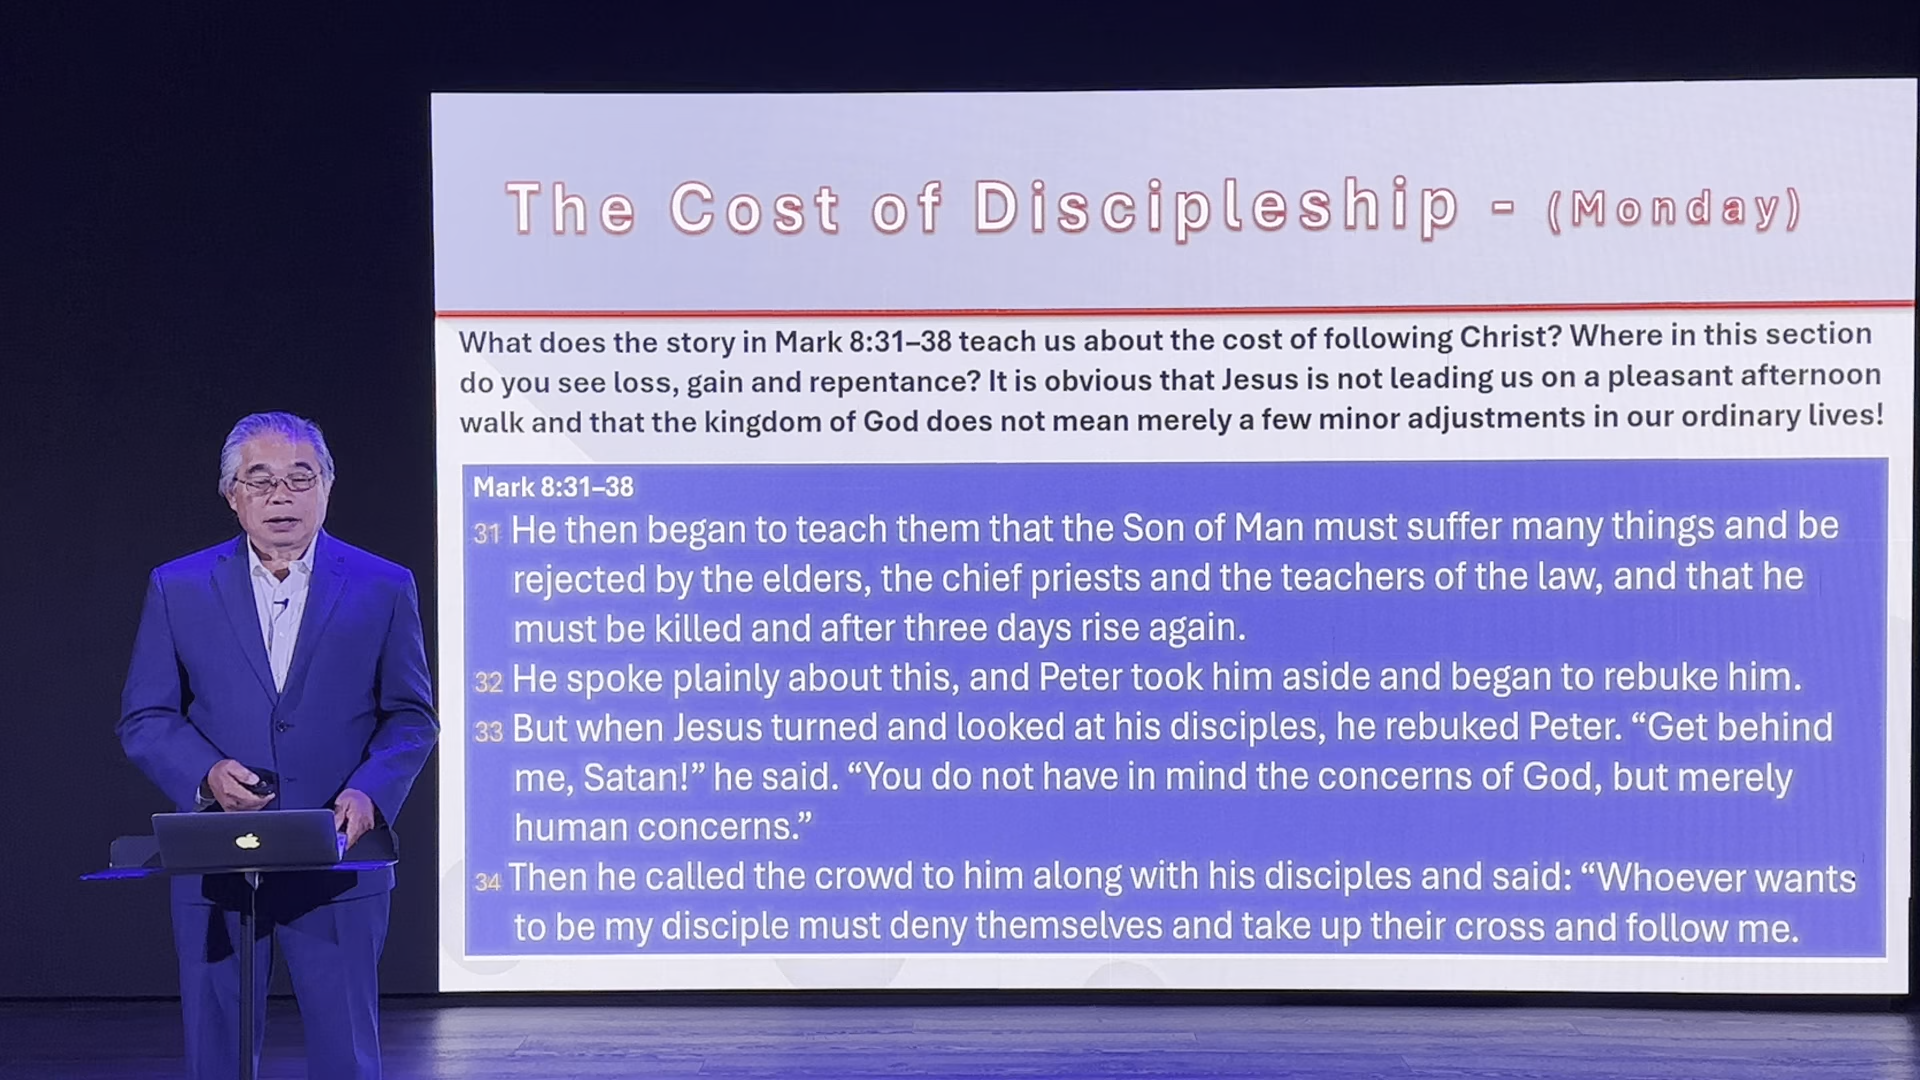 The Cost of Discipleship - (Monday)
What does the story in Mark 8:31–38 teach us about the cost of following Christ? Where in this section
do you see loss, gain and repentance? It is obvious that Jesus is not leading us on a pleasant afternoon
walk and that the kingdom of God does not mean merely a few minor adjustments in our ordinary lives!
Mark 8:31–38
31 He then began to teach them that the Son of Man must suffer many things and be
rejected by the elders, the chief priests and the teachers of the law, and that he
must be killed and after three days rise again.
32 He spoke plainly about this, and Peter took him aside and began to rebuke him.
33 But when Jesus turned and looked at his disciples, he rebuked Peter. “Get behind
me, Satan!” he said. “You do not have in mind the concerns of God, but merely
human concerns.”
34 Then he called the crowd to him along with his disciples and said: “Whoever wants
to be my disciple must deny themselves and take up their cross and follow me.